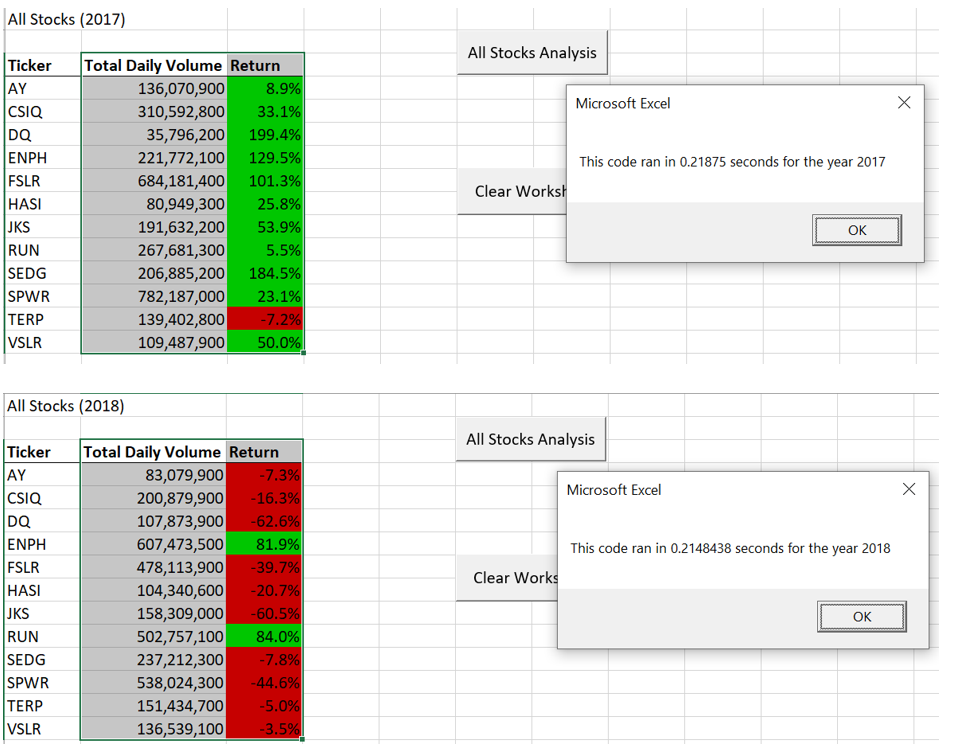 All Stocks (2017)
All Stocks Analysis
Ticker Total Daily Volume Return
AY 136,070,900 8.9%
CSIQ 310,592,800 33.1%
DQ 35,796,200 199.4%
ENPH 221,772,100 129.5%
FSLR 684,181,400 101.3%
HASI 80,949,300 25.8%
JKS 191,632,200 53.9%
RUN 267,681,300 5.5%
SEDG 206,885,200 184.5%
SPWR 782,187,000 23.1%
TERP 139,402,800 -7.2%
VSLR 109,487,900 50.0%
Microsoft Excel
This code ran in 0.21875 seconds for the year 2017
Clear Worksh
OK
All Stocks (2018)
All Stocks Analysis
Ticker Total Daily Volume Return
AY 83,079,900 -7.3%
CSIQ 200,879,900 -16.3%
DQ 107,873,900 -62.6%
ENPH 607,473,500 81.9%
FSLR 478,113,900 -39.7%
HASI 104,340,600 -20.7%
JKS 158,309,000 -60.5%
RUN 502,757,100 84.0%
SEDG 237,212,300 -7.8%
SPWR 538,024,300 -44.6%
TERP 151,434,700 -5.0%
VSLR 136,539,100 -3.5%
Microsoft Excel
This code ran in 0.2148438 seconds for the year 2018
Clear Works
OK